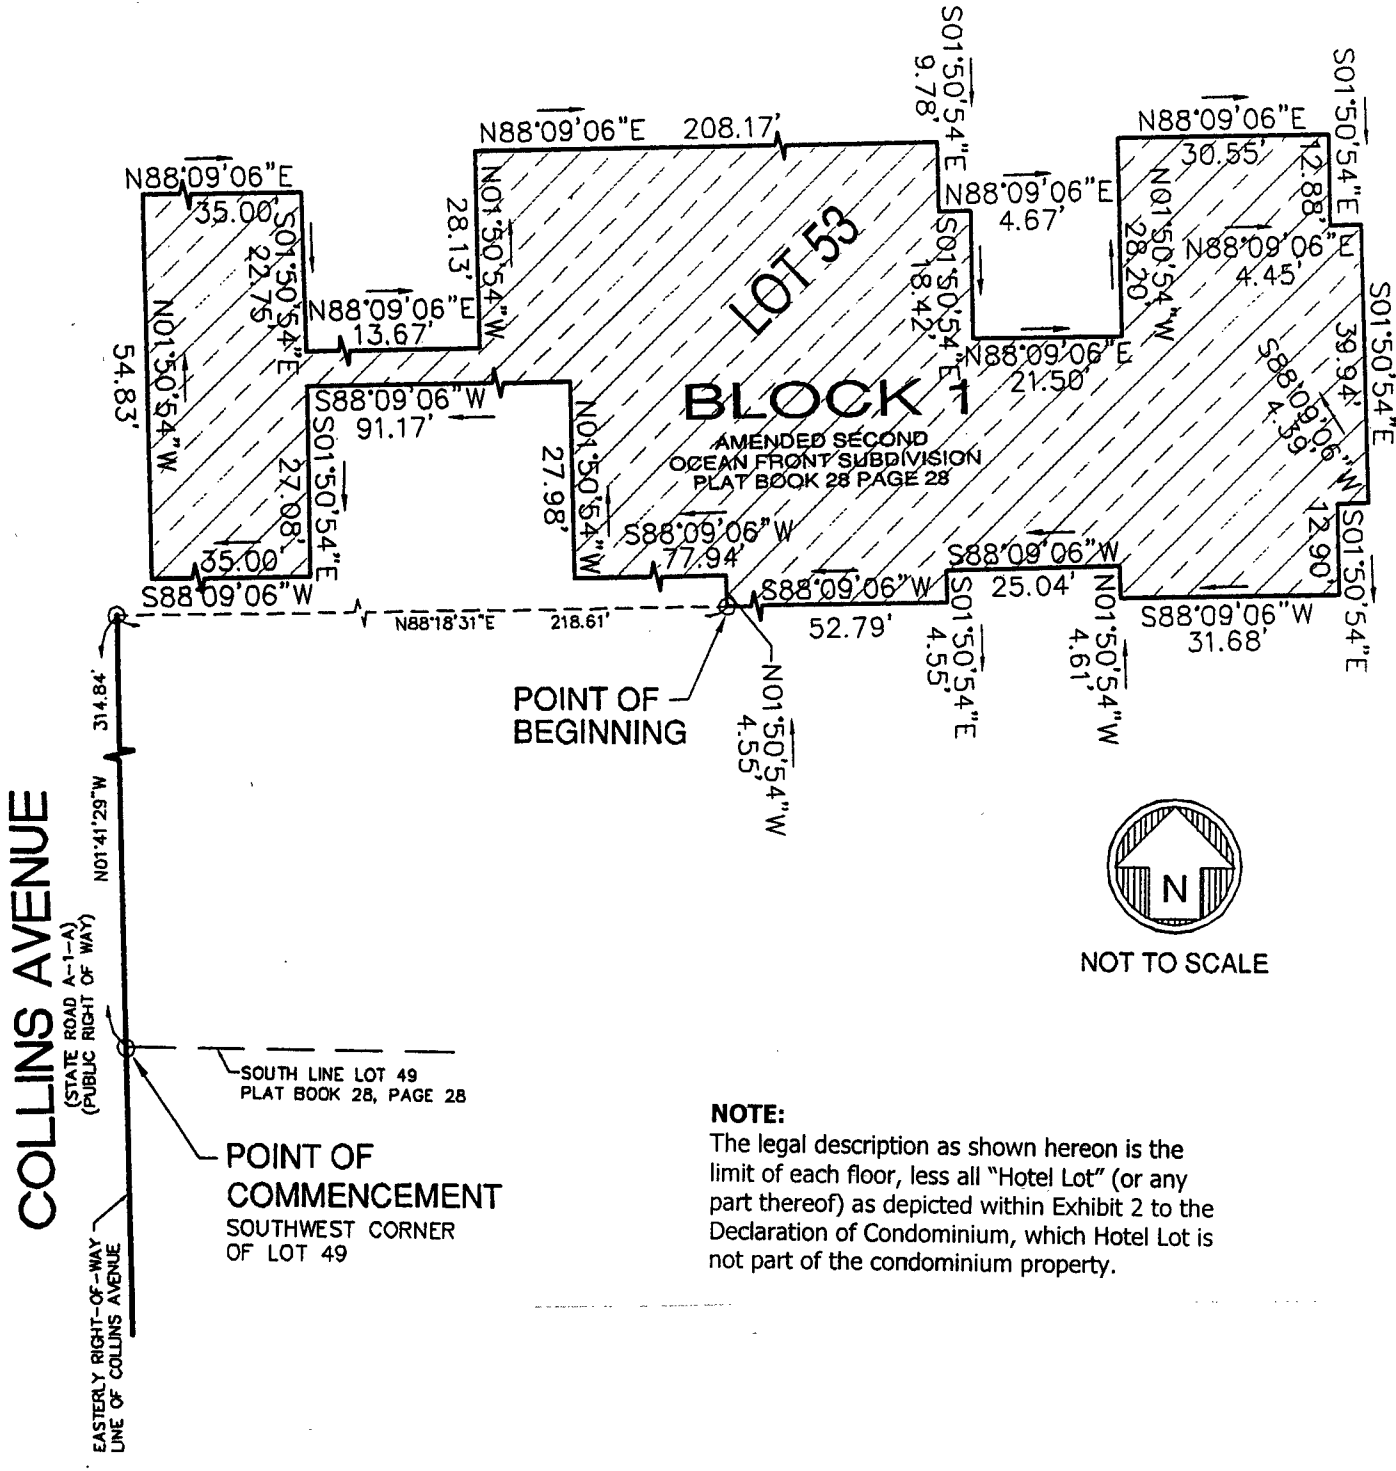 S01°50'54"E
9.78'
S01°50'54"E
12.88'
N88°09'06"E
208.17'
N88°09'06"E
30.55'
N88°09'06"E
35.00'
S01°50'54"E
22.75'
28.13'
N01°50'54"W
N88°09'06"E
4.67'
N01°50'54"W
28.20'
N88°09'06"E
4.45'
LOT 53
S01°50'54"E
18.42'
N88°09'06"E
13.67'
N88°09'06"E
21.50'
S01°50'54"E
39.94'
S88°09'06"W
4.39'
N01°50'54"W
54.83'
S88°09'06"W
91.17'
BLOCK 1
AMENDED SECOND
OCEAN FRONT SUBDIVISION
PLAT BOOK 28 PAGE 28
S01°50'54"E
27.08'
N01°50'54"W
27.98'
S88°09'06"W
77.94'
S88°09'06"W
25.04'
S01°50'54"E
12.90'
35.00
S88°09'06"W
S88°09'06"W
52.79'
S88°09'06"W
31.68'
N88°18'31"E
218.61'
S01°50'54"E
4.55'
N01°50'54"W
4.61'
N01°50'54"W
4.55'
POINT OF
BEGINNING
314.84'
N01°41'29"W
COLLINS AVENUE
(STATE ROAD A-1-A)
(PUBLIC RIGHT OF WAY)
N
NOT TO SCALE
SOUTH LINE LOT 49
PLAT BOOK 28, PAGE 28
POINT OF
COMMENCEMENT
SOUTHWEST CORNER
OF LOT 49
EASTERLY RIGHT-OF-WAY
LINE OF COLLINS AVENUE
NOTE:
The legal description as shown hereon is the
limit of each floor, less all "Hotel Lot" (or any
part thereof) as depicted within Exhibit 2 to the
Declaration of Condominium, which Hotel Lot is
not part of the condominium property.